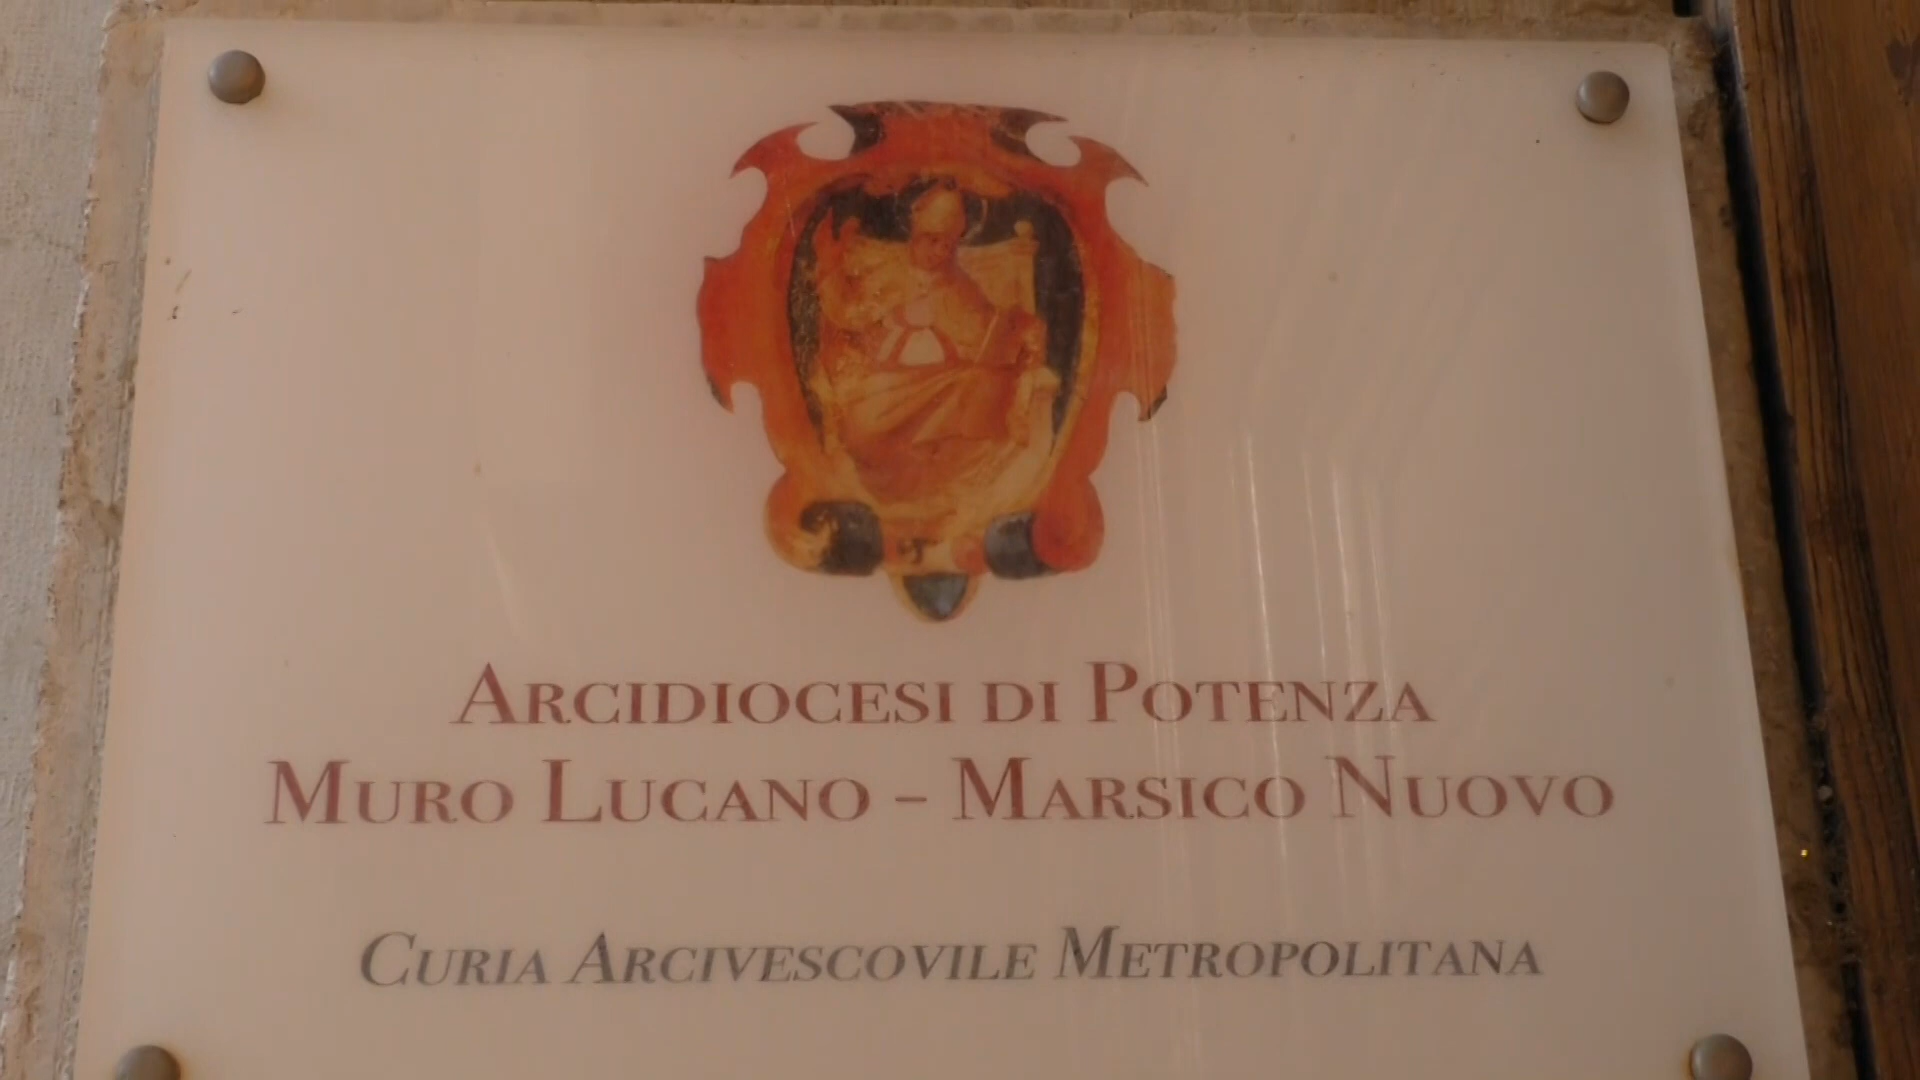 Arcidiocesi di Potenza
Muro Lucano – Marsico Nuovo
Curia Arcivescovile Metropolitana